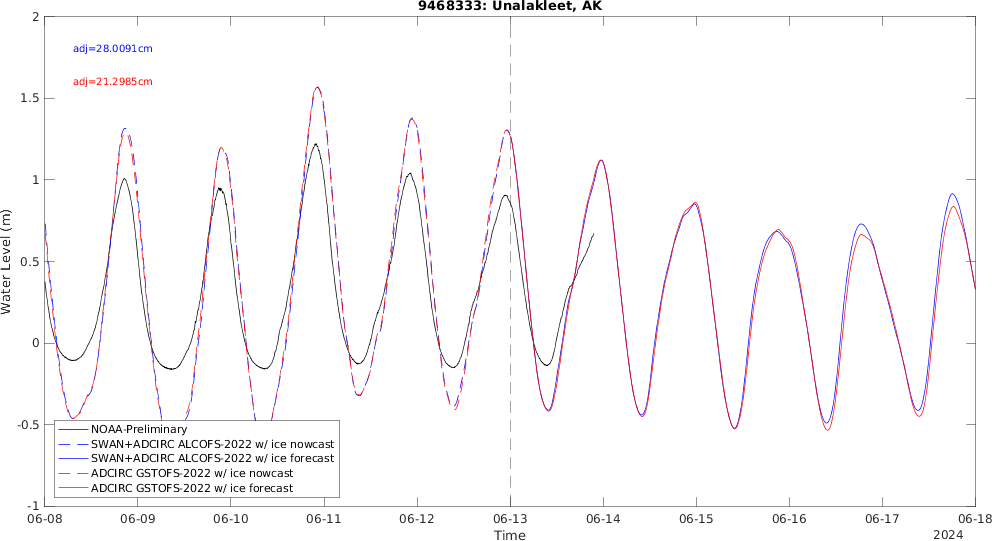 9468333: Unalakleet, AK
adj=28.0091cm
adj=21.2985cm
Water Level (m)
2
1.5
1
0.5
0
-0.5
-1
NOAA-Preliminary
SWAN+ADCIRC ALCOFS-2022 w/ ice nowcast
SWAN+ADCIRC ALCOFS-2022 w/ ice forecast
ADCIRC GSTOFS-2022 w/ ice nowcast
ADCIRC GSTOFS-2022 w/ ice forecast
06-08 06-09 06-10 06-11 06-12 06-13 06-14 06-15 06-16 06-17 06-18
Time
2024